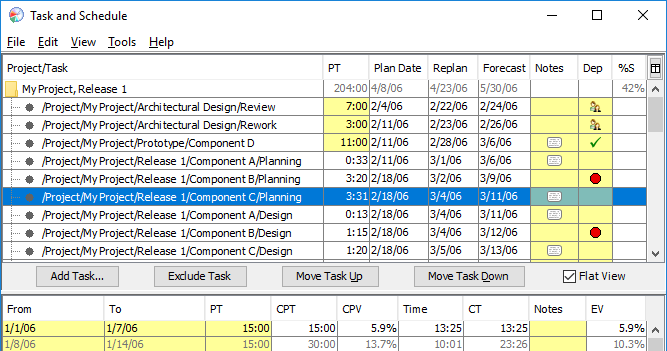 Task and Schedule
File Edit View Tools Help
Project/Task PT Plan Date Replan Forecast Notes Dep %S
My Project, Release 1 204:00 4/8/06 4/23/06 5/30/06 42%
/Project/My Project/Architectural Design/Review 7:00 2/4/06 2/22/06 2/24/06
/Project/My Project/Architectural Design/Rework 3:00 2/11/06 2/23/06 2/26/06
/Project/My Project/Prototype/Component D 11:00 2/11/06 2/28/06 3/6/06
/Project/My Project/Release 1/Component A/Planning 0:33 2/11/06 3/1/06 3/6/06
/Project/My Project/Release 1/Component B/Planning 3:20 2/18/06 3/2/06 3/9/06
/Project/My Project/Release 1/Component C/Planning 3:31 2/18/06 3/4/06 3/11/06
/Project/My Project/Release 1/Component A/Design 0:13 2/18/06 3/4/06 3/11/06
/Project/My Project/Release 1/Component B/Design 1:15 2/18/06 3/4/06 3/12/06
/Project/My Project/Release 1/Component C/Design 1:20 2/18/06 3/5/06 3/13/06
Add Task... Exclude Task Move Task Up Move Task Down Flat View
From To PT CPT CPV Time CT Notes EV
1/1/06 1/7/06 15:00 15:00 5.9% 13:25 13:25 5.9%
1/8/06 1/14/06 15:00 30:00 13.7% 10:01 23:26 10.3%